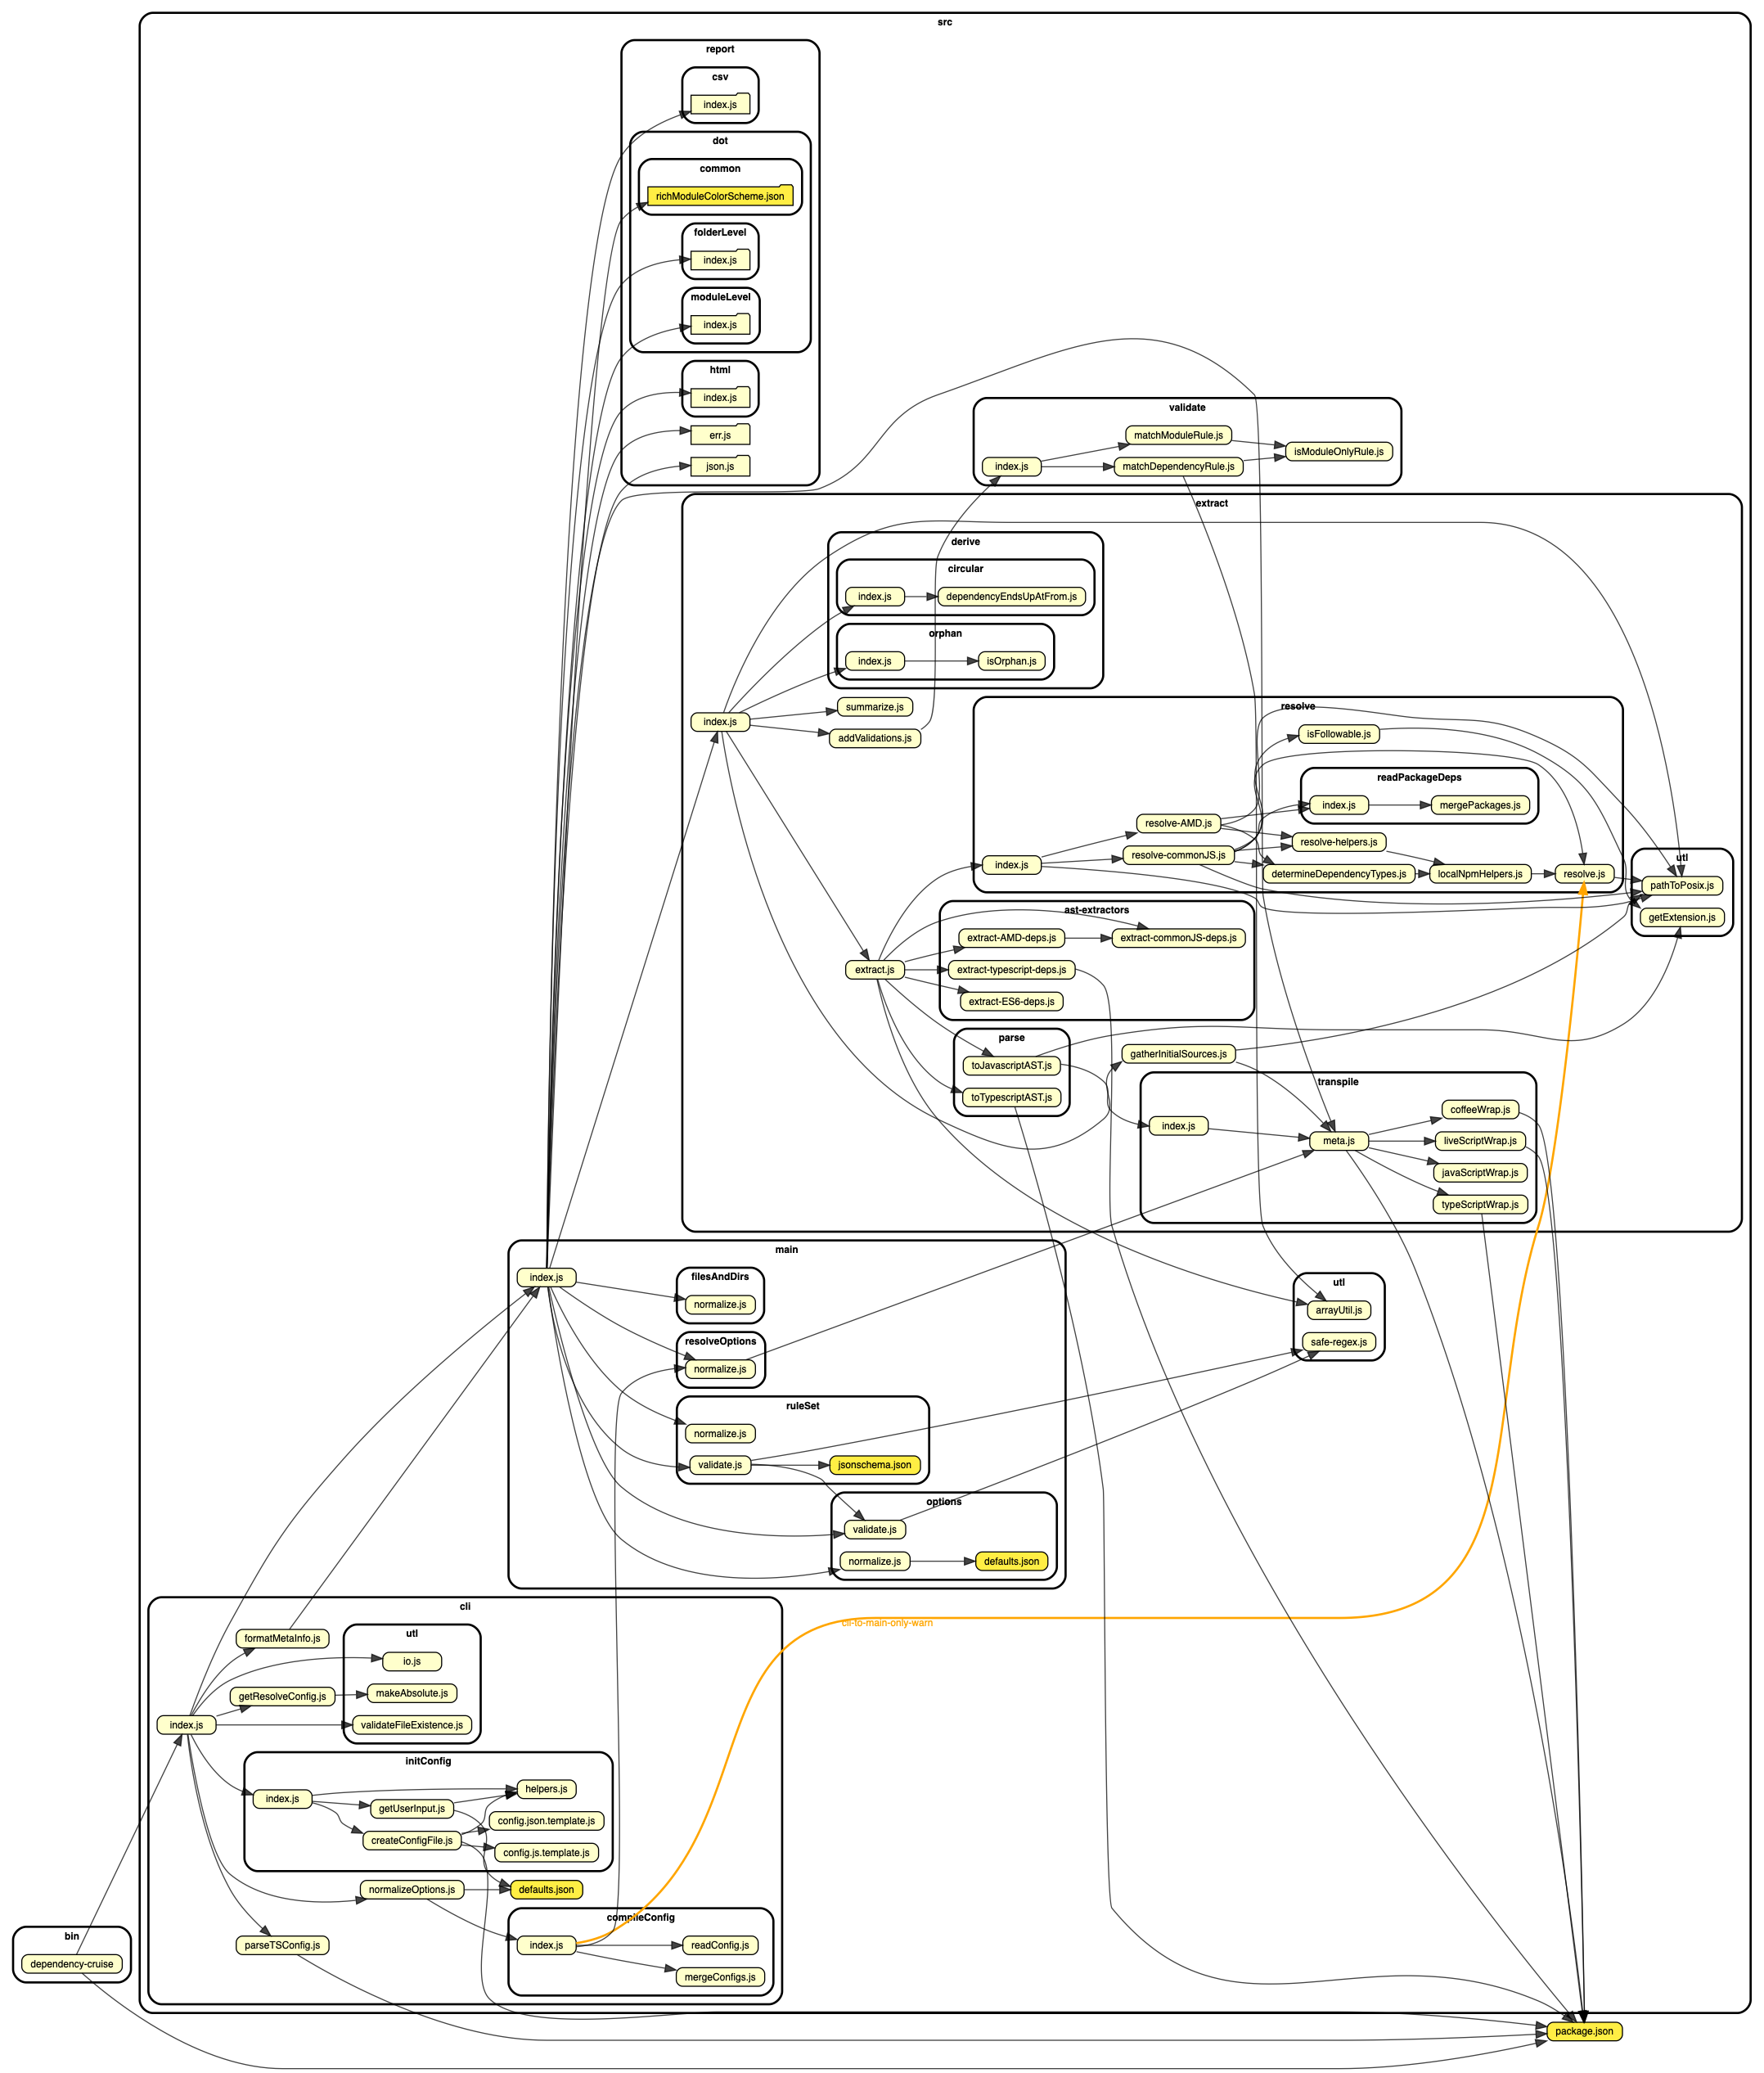 src
report
csv
index.js
dot
common
richModuleColorScheme.json
folderLevel
index.js
moduleLevel
index.js
html
index.js
err.js
json.js
validate
matchModuleRule.js
isModuleOnlyRule.js
index.js
matchDependencyRule.js
extract
derive
circular
index.js
dependencyEndsUpAtFrom.js
orphan
index.js
isOrphan.js
summarize.js
index.js
addValidations.js
resolve
isFollowable.js
readPackageDeps
index.js
mergePackages.js
resolve-AMD.js
resolve-helpers.js
resolve-commonJS.js
index.js
determineDependencyTypes.js
localNpmHelpers.js
resolve.js
utl
pathToPosix.js
getExtension.js
ast-extractors
extract-AMD-deps.js
extract-commonJS-deps.js
extract.js
extract-typescript-deps.js
extract-ES6-deps.js
parse
toJavascriptAST.js
toTypescriptAST.js
gatherInitialSources.js
transpile
index.js
meta.js
coffeeWrap.js
liveScriptWrap.js
javaScriptWrap.js
typeScriptWrap.js
main
index.js
filesAndDirs
normalize.js
resolveOptions
normalize.js
ruleSet
normalize.js
validate.js
jsonschema.json
options
validate.js
normalize.js
defaults.json
utl
arrayUtil.js
safe-regex.js
cli
formatMetaInfo.js
utl
io.js
getResolveConfig.js
makeAbsolute.js
index.js
validateFileExistence.js
cli-to-main-only-warn
initConfig
index.js
helpers.js
getUserInput.js
config.json.template.js
createConfigFile.js
config.js.template.js
normalizeOptions.js
defaults.json
compileConfig
parseTSConfig.js
index.js
readConfig.js
mergeConfigs.js
bin
dependency-cruise
package.json